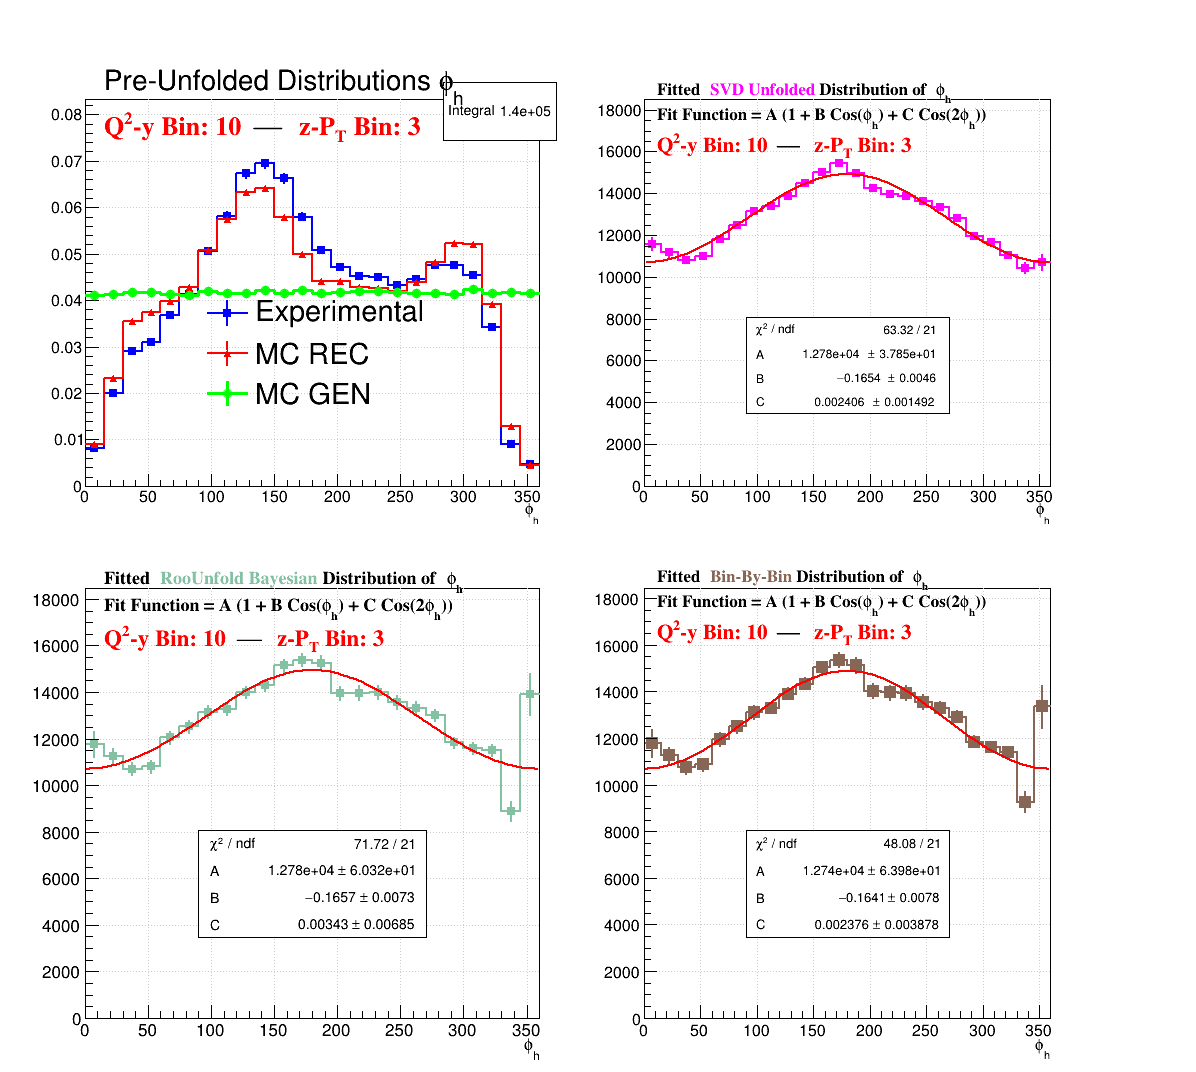 Pre-Unfolded Distributions ϕh
Integral 1.4e+05
Q²-y Bin: 10 — z-PT Bin: 3
0.08
0.07
0.06
0.05
0.04
0.03
0.02
0.01
0
Experimental
MC REC
MC GEN
0 50 100 150 200 250 300 350
ϕh
Fitted SVD Unfolded Distribution of ϕh
Fit Function = A (1 + B Cos(ϕh) + C Cos(2ϕh))
Q²-y Bin: 10 — z-PT Bin: 3
18000
16000
14000
12000
10000
8000
6000
4000
2000
0
χ² / ndf 63.32 / 21
A 1.278e+04 ± 3.785e+01
B −0.1654 ± 0.0046
C 0.002406 ± 0.001492
0 50 100 150 200 250 300 350
ϕh
Fitted RooUnfold Bayesian Distribution of ϕh
Fit Function = A (1 + B Cos(ϕh) + C Cos(2ϕh))
Q²-y Bin: 10 — z-PT Bin: 3
18000
16000
14000
12000
10000
8000
6000
4000
2000
0
χ² / ndf 71.72 / 21
A 1.278e+04 ± 6.032e+01
B −0.1657 ± 0.0073
C 0.00343 ± 0.00685
0 50 100 150 200 250 300 350
ϕh
Fitted Bin-By-Bin Distribution of ϕh
Fit Function = A (1 + B Cos(ϕh) + C Cos(2ϕh))
Q²-y Bin: 10 — z-PT Bin: 3
18000
16000
14000
12000
10000
8000
6000
4000
2000
0
χ² / ndf 48.08 / 21
A 1.274e+04 ± 6.398e+01
B −0.1641 ± 0.0078
C 0.002376 ± 0.003878
0 50 100 150 200 250 300 350
ϕh